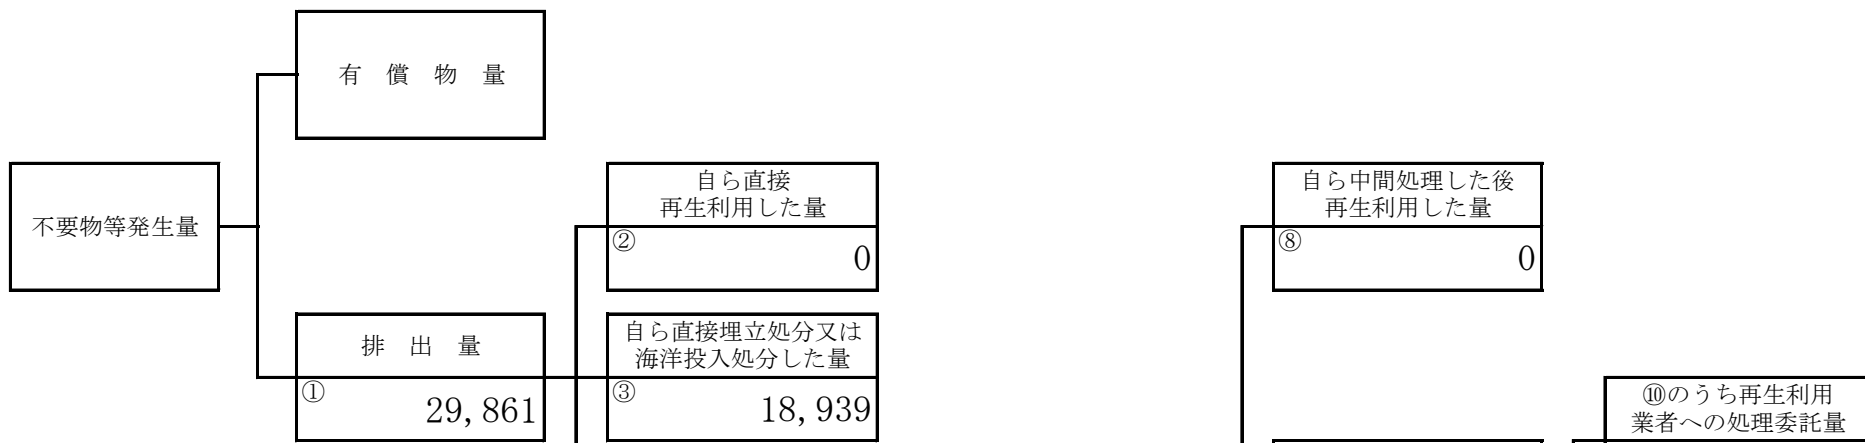 有 償 物 量
不要物等発生量
自ら直接
再生利用した量
②
0
自ら中間処理した後
再生利用した量
⑧
0
排 出 量
①
29,861
自ら直接埋立処分又は
海洋投入処分した量
③
18,939
⑩のうち再生利用
業者への処理委託量